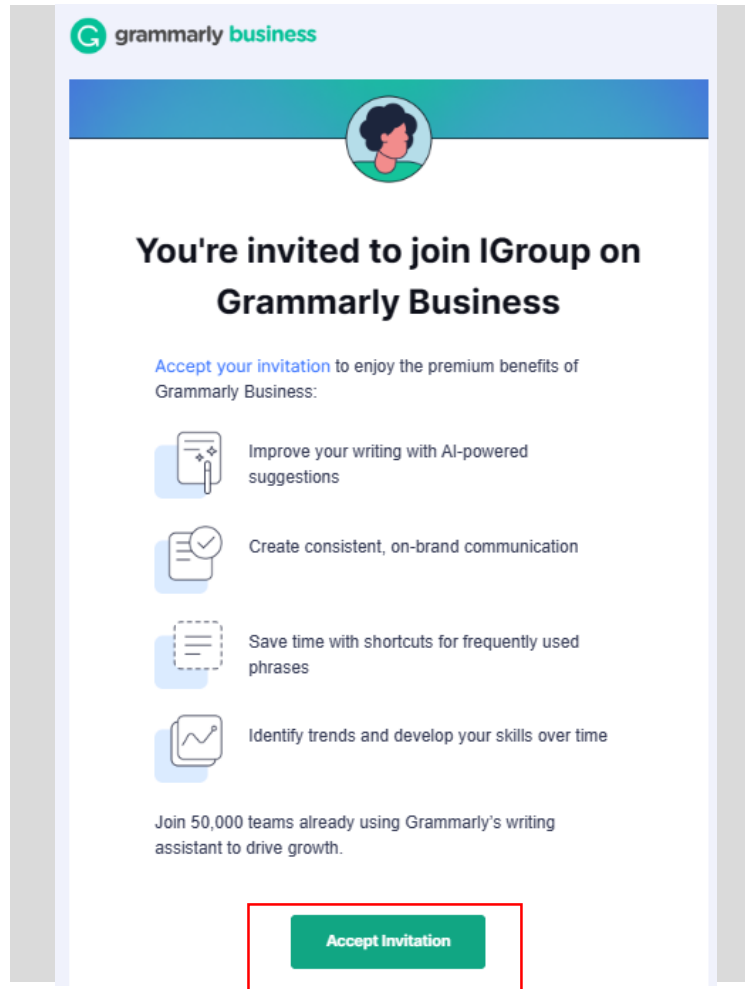 grammarly business
You're invited to join IGroup on
Grammarly Business
Accept your invitation to enjoy the premium benefits of
Grammarly Business:
Improve your writing with AI-powered
suggestions
Create consistent, on-brand communication
Save time with shortcuts for frequently used
phrases
Identify trends and develop your skills over time
Join 50,000 teams already using Grammarly’s writing
assistant to drive growth.
Accept Invitation